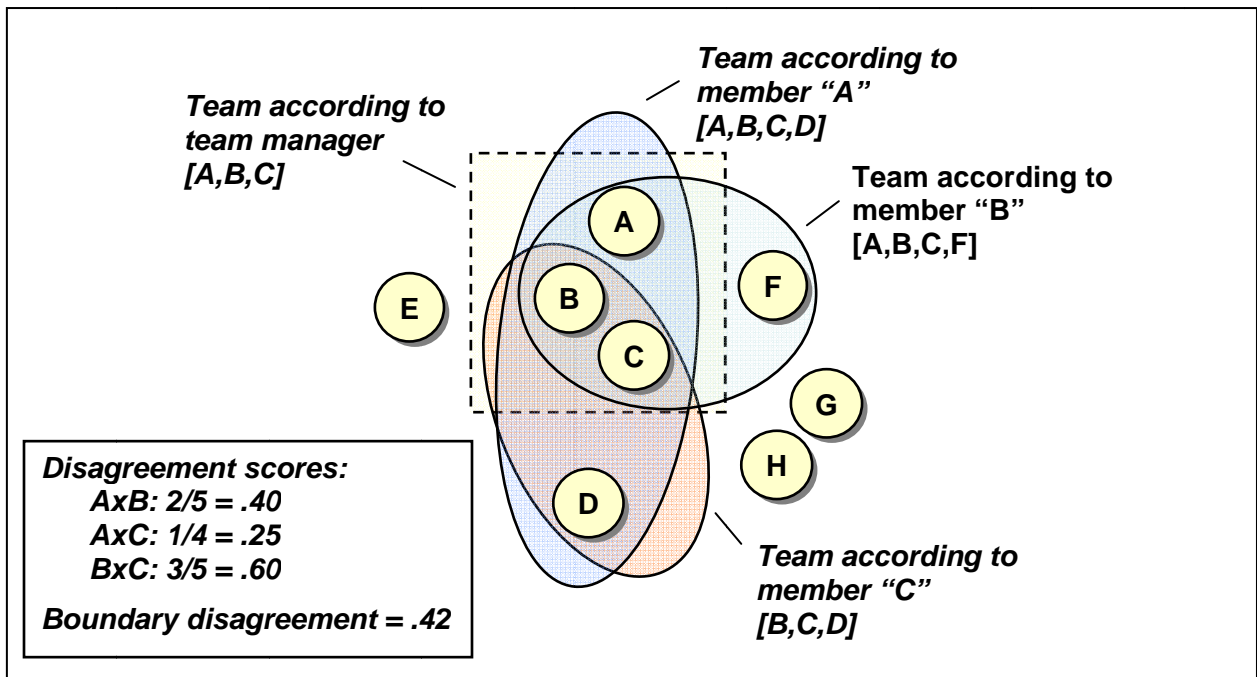 Team according to
member “A”
[A,B,C,D]
Team according to
team manager
[A,B,C]
Team according to
member “B”
[A,B,C,F]
A
B
C
D
E
F
G
H
Disagreement scores:
AxB: 2/5 = .40
AxC: 1/4 = .25
BxC: 3/5 = .60
Boundary disagreement = .42
Team according to
member “C”
[B,C,D]